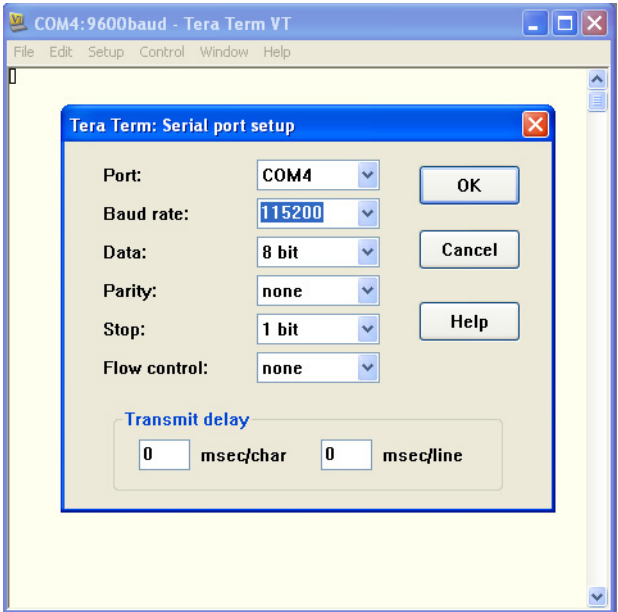 COM4:9600baud - Tera Term VT
File Edit Setup Control Window Help
Tera Term: Serial port setup
Port: COM4 OK
Baud rate: 115200
Data: 8 bit Cancel
Parity: none
Stop: 1 bit Help
Flow control: none
Transmit delay
0 msec/char 0 msec/line